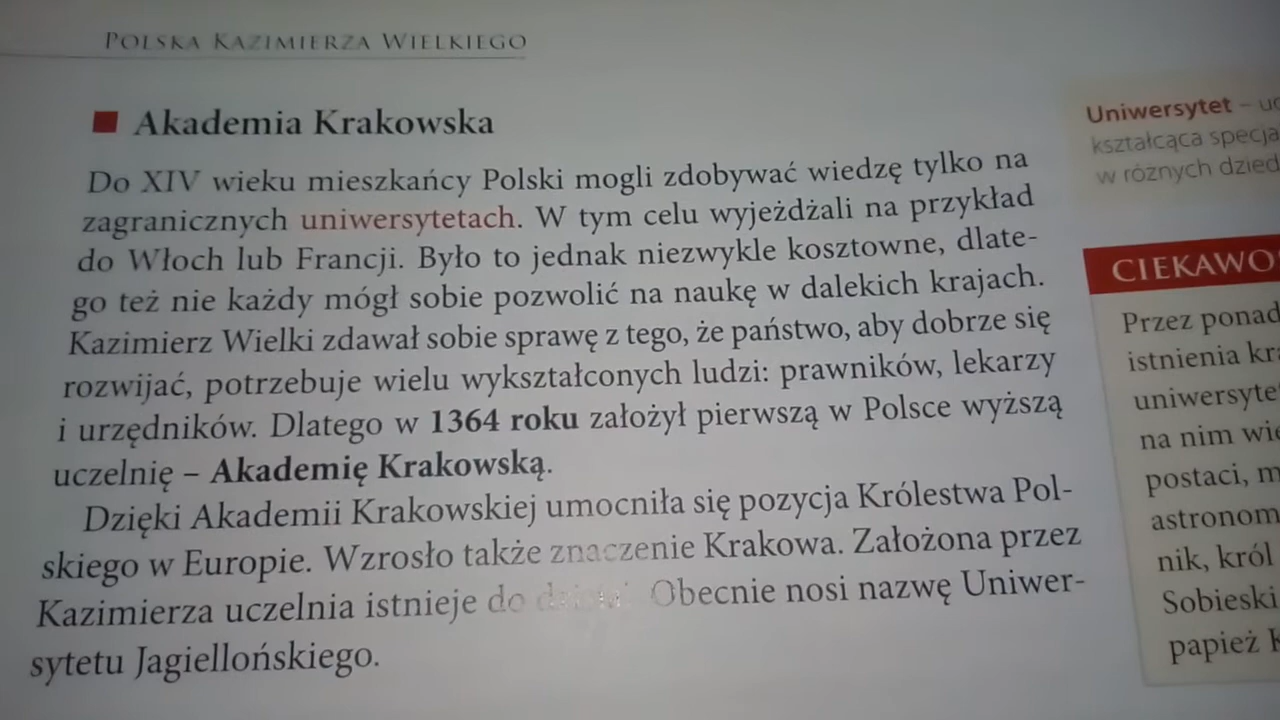 POLSKA KAZIMIERZA WIELKIEGO
Akademia Krakowska
Do XIV wieku mieszkańcy Polski mogli zdobywać wiedzę tylko na
zagranicznych uniwersytetach. W tym celu wyjeżdżali na przykład
do Włoch lub Francji. Było to jednak niezwykle kosztowne, dlate-
go też nie każdy mógł sobie pozwolić na naukę w dalekich krajach.
Kazimierz Wielki zdawał sobie sprawę z tego, że państwo, aby dobrze się
rozwijać, potrzebuje wielu wykształconych ludzi: prawników, lekarzy
i urzędników. Dlatego w 1364 roku założył pierwszą w Polsce wyższą
uczelnię – Akademię Krakowską.
Dzięki Akademii Krakowskiej umocniła się pozycja Królestwa Pol-
skiego w Europie. Wzrosło także znaczenie Krakowa. Założona przez
Kazimierza uczelnia istnieje do Obecnie nosi nazwę Uniwer-
sytetu Jagiellońskiego.
Uniwersytet –
kształcąca
w różnych
Przez
istnienia
na nim
postaci,
nik, król
Sobieski
papież